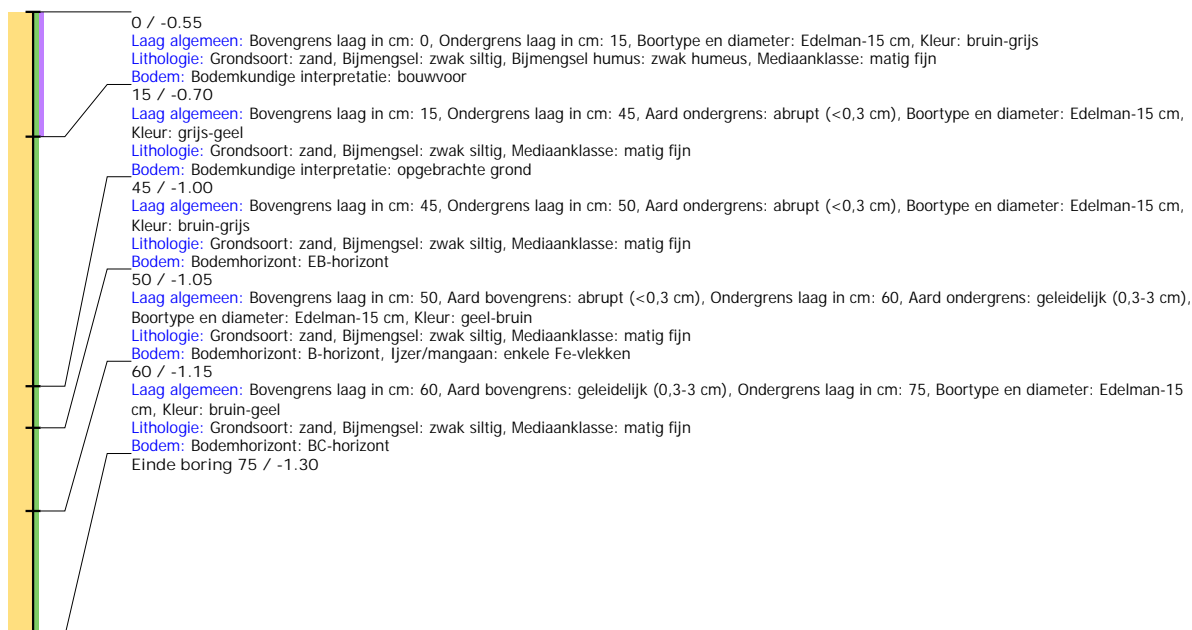 0 / -0.55
Laag algemeen: Bovengrens laag in cm: 0, Ondergrens laag in cm: 15, Boortype en diameter: Edelman-15 cm, Kleur: bruin-grijs
Lithologie: Grondsoort: zand, Bijmengsel: zwak siltig, Bijmengsel humus: zwak humeus, Mediaanklasse: matig fijn
Bodem: Bodemkundige interpretatie: bouwvoor
15 / -0.70
Laag algemeen: Bovengrens laag in cm: 15, Ondergrens laag in cm: 45, Aard ondergrens: abrupt (<0,3 cm), Boortype en diameter: Edelman-15 cm,
Kleur: grijs-geel
Lithologie: Grondsoort: zand, Bijmengsel: zwak siltig, Mediaanklasse: matig fijn
Bodem: Bodemkundige interpretatie: opgebrachte grond
45 / -1.00
Laag algemeen: Bovengrens laag in cm: 45, Ondergrens laag in cm: 50, Aard ondergrens: abrupt (<0,3 cm), Boortype en diameter: Edelman-15 cm,
Kleur: bruin-grijs
Lithologie: Grondsoort: zand, Bijmengsel: zwak siltig, Mediaanklasse: matig fijn
Bodem: Bodemhorizont: EB-horizont
50 / -1.05
Laag algemeen: Bovengrens laag in cm: 50, Aard bovengrens: abrupt (<0,3 cm), Ondergrens laag in cm: 60, Aard ondergrens: geleidelijk (0,3-3 cm),
Boortype en diameter: Edelman-15 cm, Kleur: geel-bruin
Lithologie: Grondsoort: zand, Bijmengsel: zwak siltig, Mediaanklasse: matig fijn
Bodem: Bodemhorizont: B-horizont, Ijzer/mangaan: enkele Fe-vlekken
60 / -1.15
Laag algemeen: Bovengrens laag in cm: 60, Aard bovengrens: geleidelijk (0,3-3 cm), Ondergrens laag in cm: 75, Boortype en diameter: Edelman-15
cm, Kleur: bruin-geel
Lithologie: Grondsoort: zand, Bijmengsel: zwak siltig, Mediaanklasse: matig fijn
Bodem: Bodemhorizont: BC-horizont
Einde boring 75 / -1.30